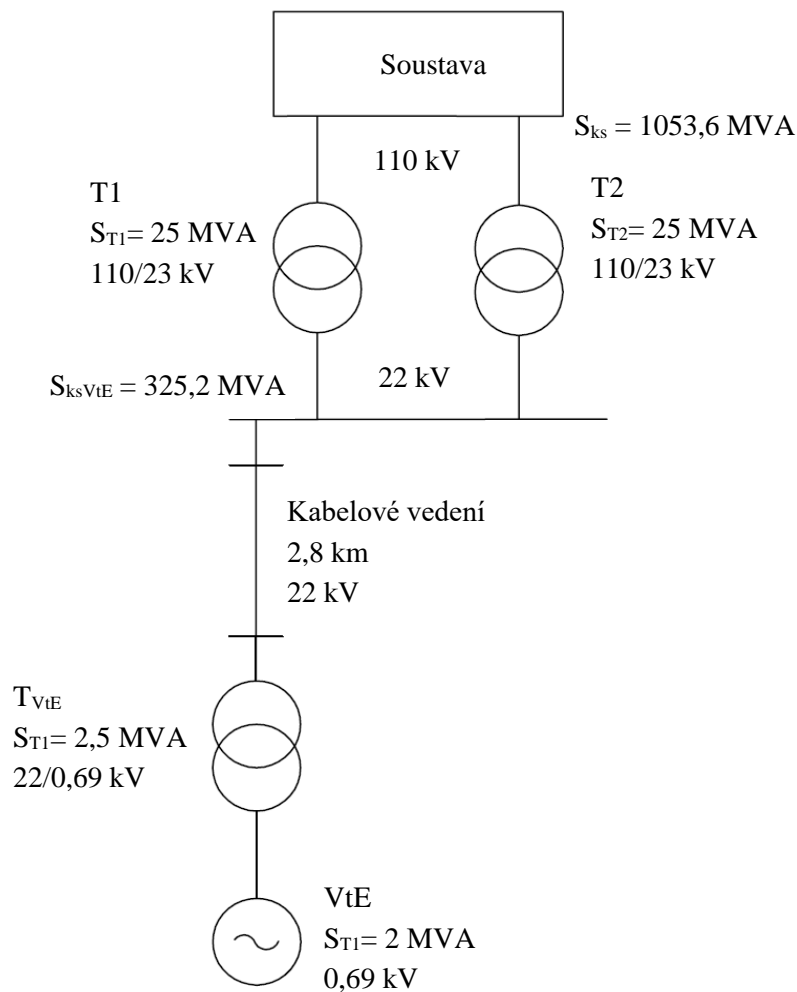 Soustava
S_ks = 1053,6 MVA
110 kV
T1
S_T1= 25 MVA
110/23 kV
T2
S_T2= 25 MVA
110/23 kV
S_ksVtE = 325,2 MVA
22 kV
Kabelové vedení
2,8 km
22 kV
T_VtE
S_T1= 2,5 MVA
22/0,69 kV
VtE
S_T1= 2 MVA
0,69 kV